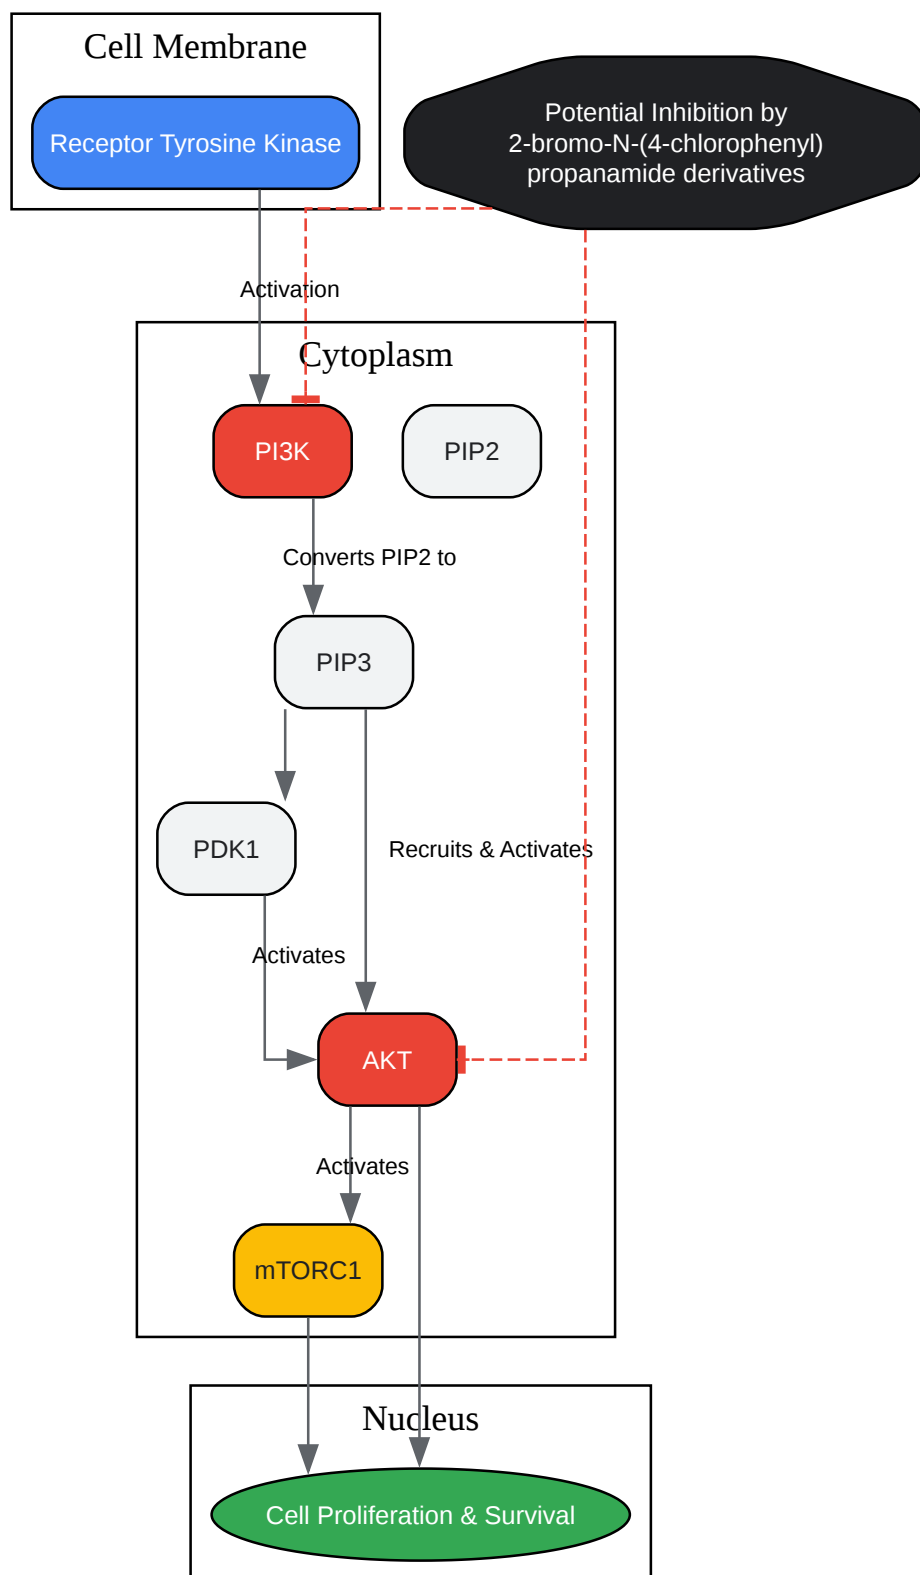 Cell Membrane
Receptor Tyrosine Kinase
Potential Inhibition by
2-bromo-N-(4-chlorophenyl)
propanamide derivatives
Activation
Cytoplasm
PI3K
PIP2
Converts PIP2 to
PIP3
PDK1
Recruits & Activates
Activates
AKT
Activates
mTORC1
Nucleus
Cell Proliferation & Survival